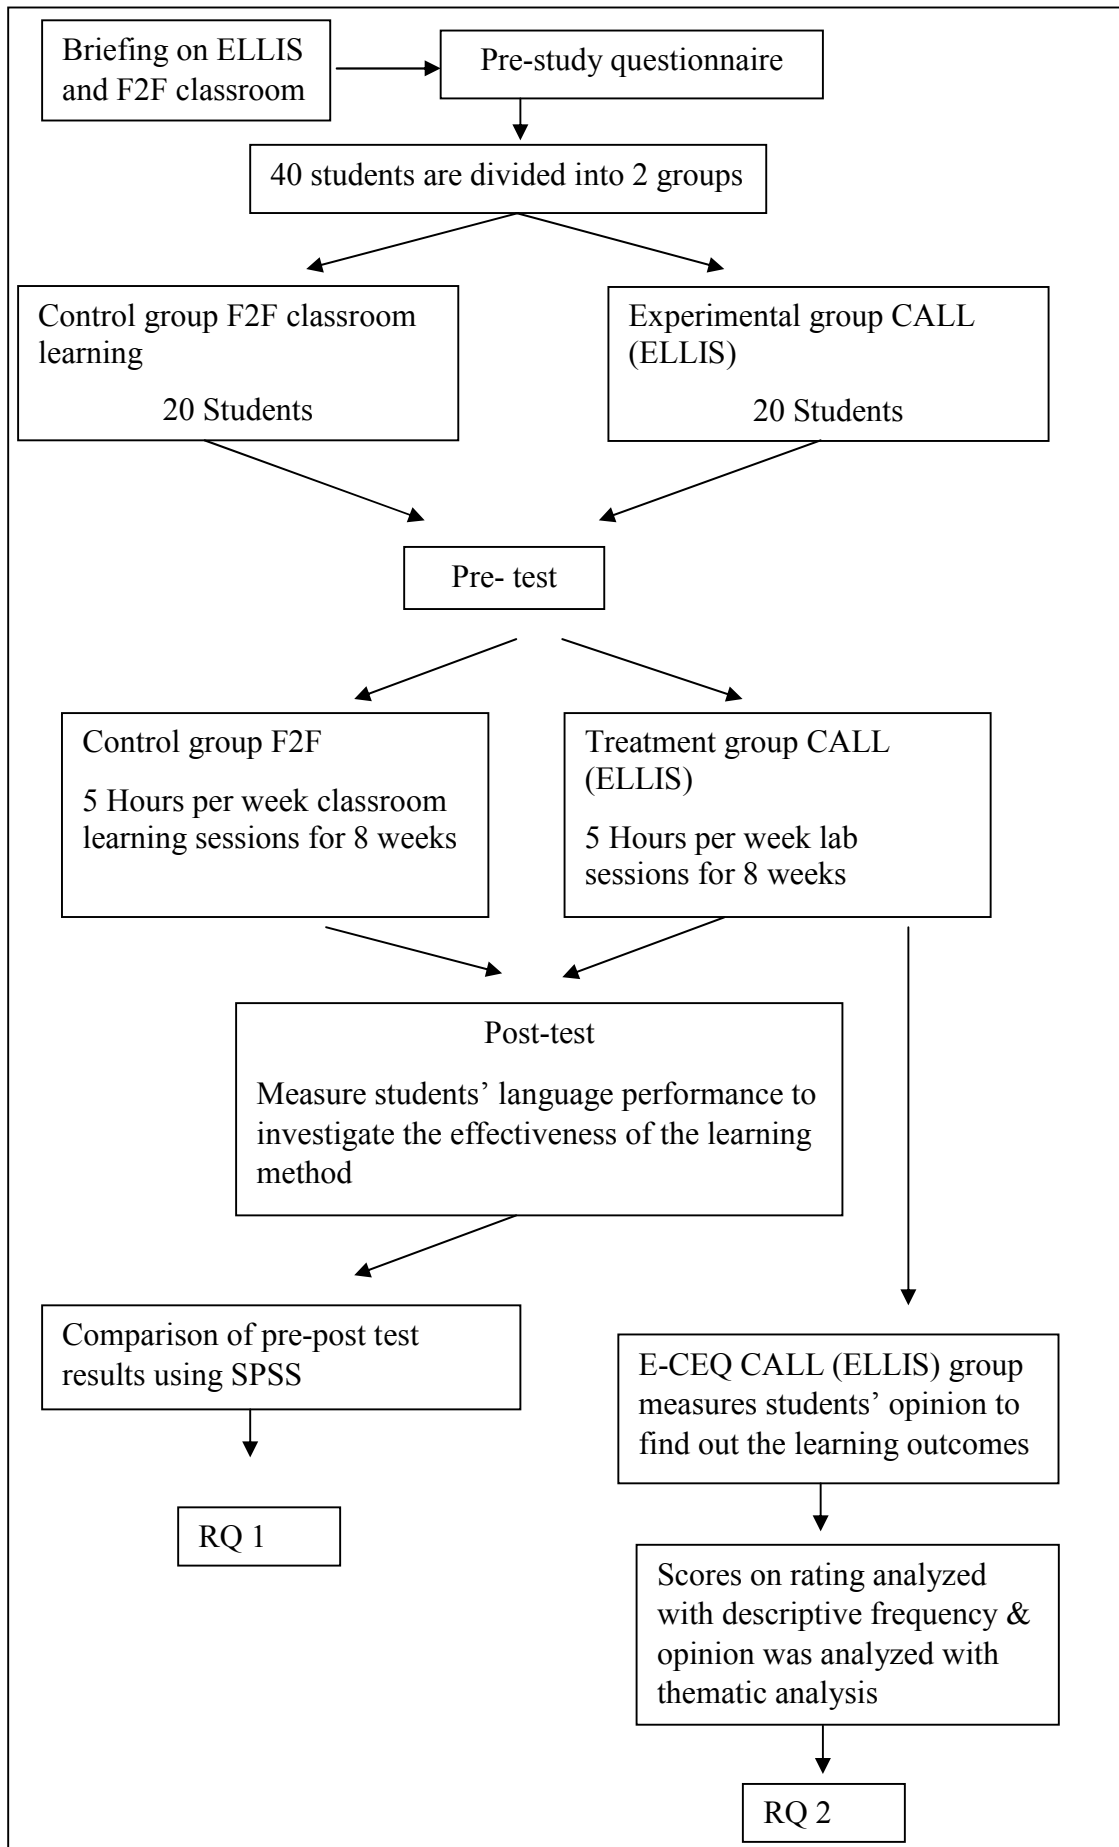 Briefing on ELLIS
and F2F classroom
Pre-study questionnaire
40 students are divided into 2 groups
Control group F2F classroom
learning
20 Students
Experimental group CALL
(ELLIS)
20 Students
Pre- test
Control group F2F
5 Hours per week classroom
learning sessions for 8 weeks
Treatment group CALL
(ELLIS)
5 Hours per week lab
sessions for 8 weeks
Post-test
Measure students’ language performance to
investigate the effectiveness of the learning
method
Comparison of pre-post test
results using SPSS
RQ 1
E-CEQ CALL (ELLIS) group
measures students’ opinion to
find out the learning outcomes
Scores on rating analyzed
with descriptive frequency &
opinion was analyzed with
thematic analysis
RQ 2